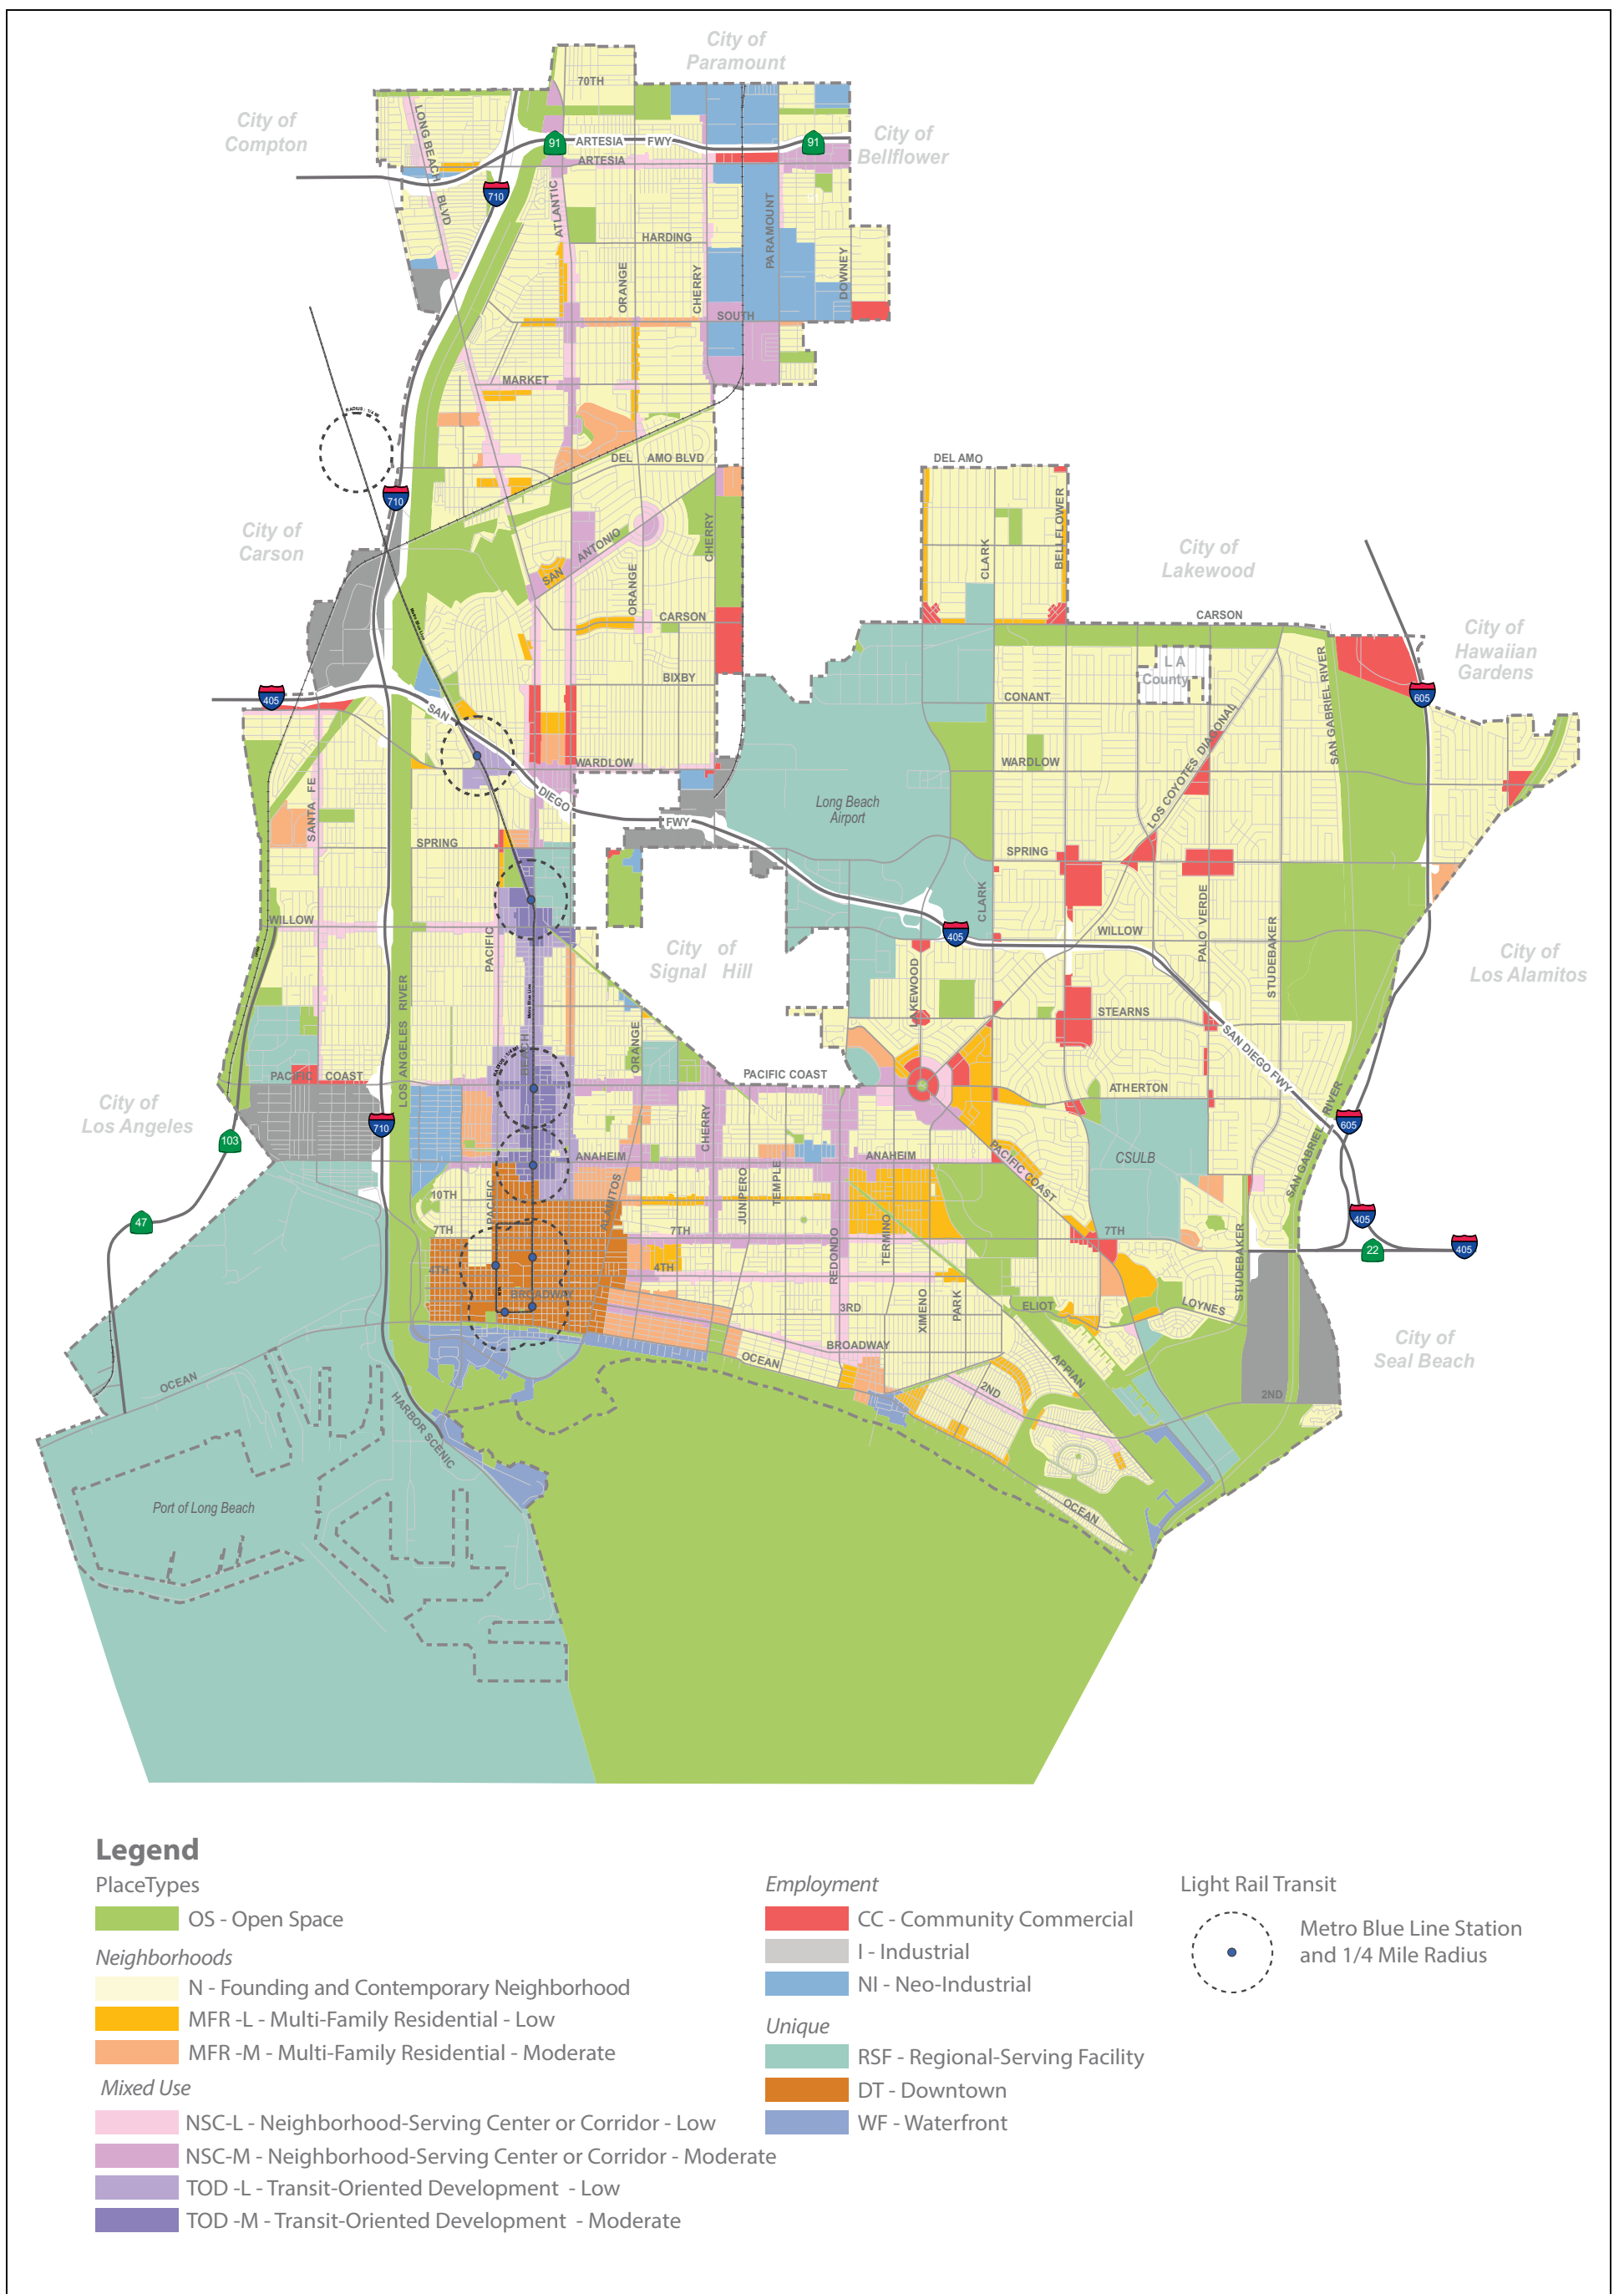 City of
Paramount
70TH
City of
Compton
LONG BEACH
BLVD
91
ARTESIA
FWY
91
City of
Bellflower
ARTESIA
710
ATLANTIC
HARDING
PARAMOUNT
ORANGE
CHERRY
DOWNEY
SOUTH
MARKET
DEL
AMO BLVD
DEL AMO
710
City of
Carson
SAN
ANTONIO
CHERRY
ORANGE
CLARK
BELLFLOWER
City of
Lakewood
CARSON
CARSON
City of
Hawaiian
Gardens
L A
County
BIXBY
405
SAN
DIEGO
FWY
CONANT
SAN GABRIEL RIVER
605
WARDLOW
WARDLOW
LOS COYOTES DIAGONAL
Long Beach
Airport
SANTA FE
SPRING
SPRING
WILLOW
CLARK
405
WILLOW
PALO VERDE
STUDEBAKER
PACIFIC
City of
Signal Hill
City of
Los Alamitos
LOS ANGELES RIVER
LAKEWOOD
STEARNS
SAN DIEGO FWY
BEACH
ORANGE
PACIFIC COAST
PACIFIC COAST
ATHERTON
City of
Los Angeles
103
710
605
RIVER
SAN GABRIEL
CHERRY
ANAHEIM
ANAHEIM
PACIFIC COAST
CSULB
10TH
PACIFIC
ALAMITOS
JUNIPERO
TEMPLE
47
7TH
7TH
REDONDO
TERMINO
7TH
405
22
405
4TH
4TH
STUDEBAKER
BROADWAY
3RD
XIMENO
PARK
ELIOT
LOYNES
BROADWAY
City of
Seal Beach
OCEAN
APPIAN
OCEAN
2ND
2ND
HARBOR SCENIC
Port of Long Beach
OCEAN
Legend
PlaceTypes
OS - Open Space
Neighborhoods
N - Founding and Contemporary Neighborhood
MFR -L - Multi-Family Residential - Low
MFR -M - Multi-Family Residential - Moderate
Mixed Use
NSC-L - Neighborhood-Serving Center or Corridor - Low
NSC-M - Neighborhood-Serving Center or Corridor - Moderate
TOD -L - Transit-Oriented Development - Low
TOD -M - Transit-Oriented Development - Moderate
Employment
CC - Community Commercial
I - Industrial
NI - Neo-Industrial
Unique
RSF - Regional-Serving Facility
DT - Downtown
WF - Waterfront
Light Rail Transit
Metro Blue Line Station
and 1/4 Mile Radius